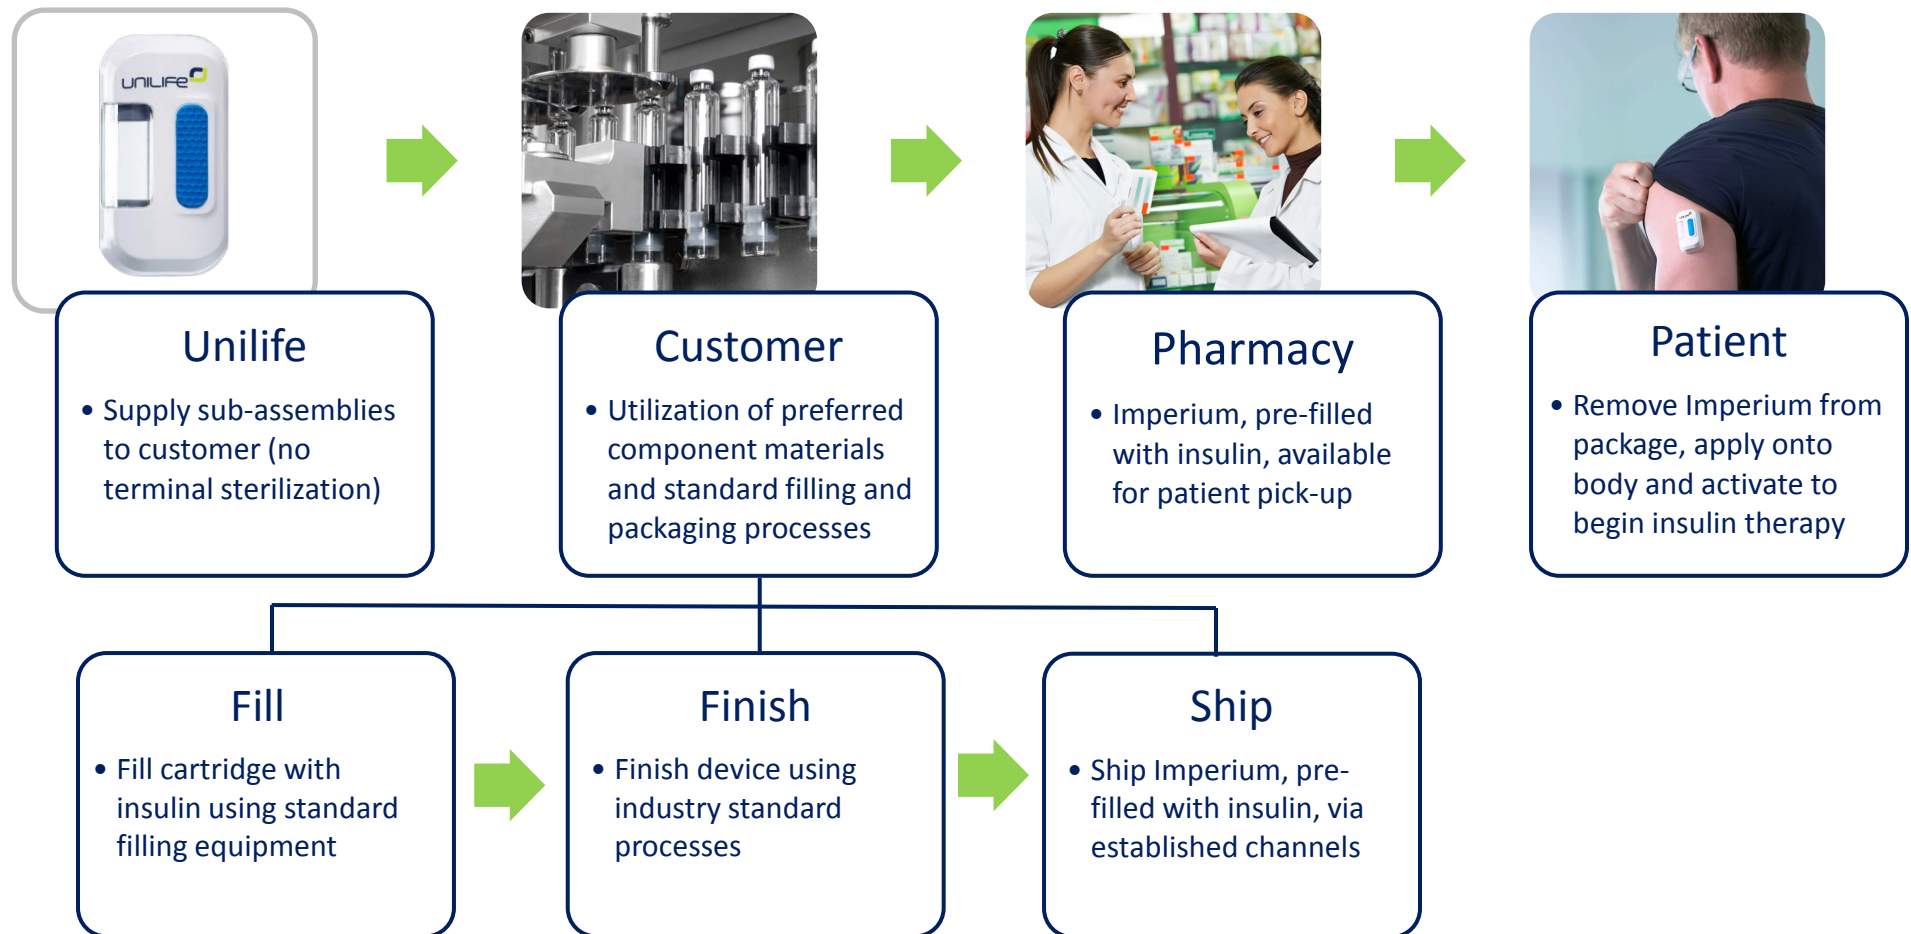 UNILIFE
Unilife
• Supply sub-assemblies
to customer (no
terminal sterilization)
Customer
• Utilization of preferred
component materials
and standard filling and
packaging processes
Pharmacy
• Imperium, pre-filled
with insulin, available
for patient pick-up
UNILIFE
Patient
• Remove Imperium from
package, apply onto
body and activate to
begin insulin therapy
Fill
• Fill cartridge with
insulin using standard
filling equipment
Finish
• Finish device using
industry standard
processes
Ship
• Ship Imperium, pre-
filled with insulin, via
established channels